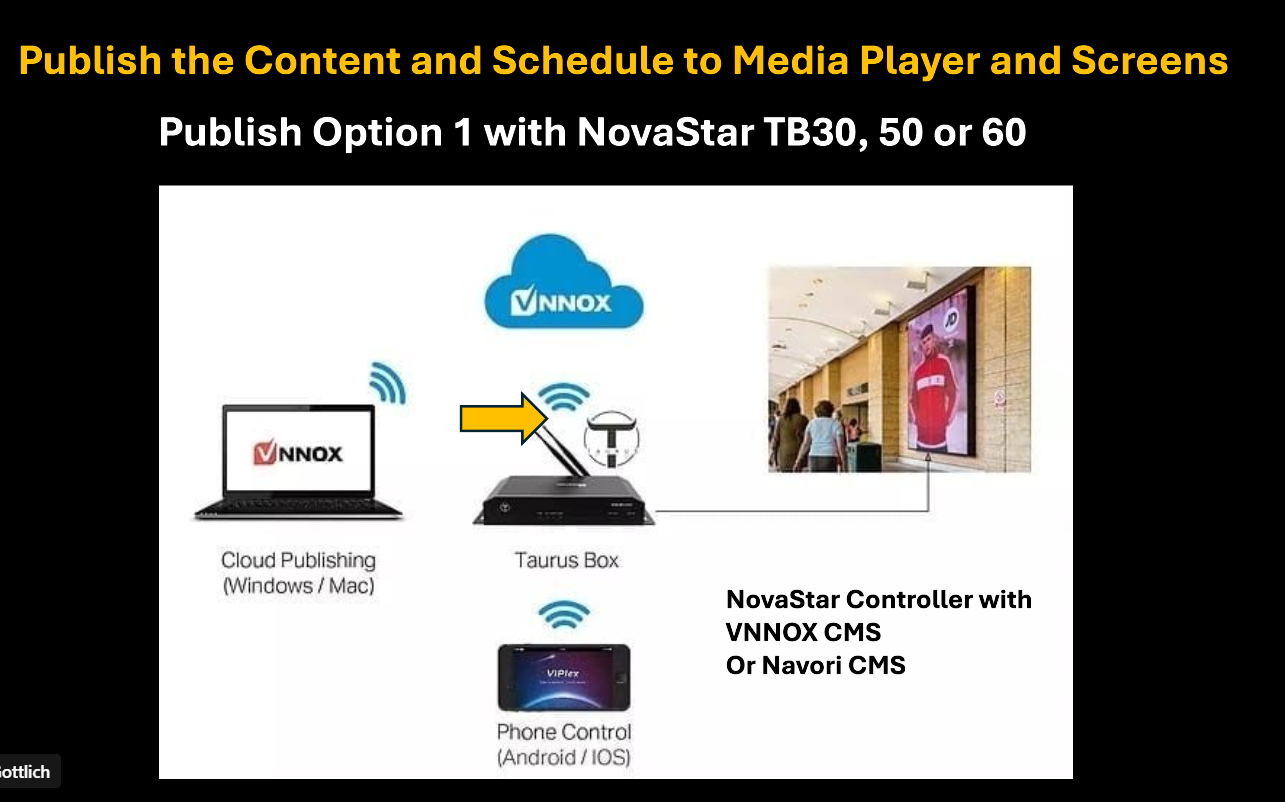 Publish the Content and Schedule to Media Player and Screens
Publish Option 1 with NovaStar TB30, 50 or 60
VNNOX
JD
VNNOX
Cloud Publishing
(Windows / Mac)
Taurus Box
NovaStar Controller with
VNNOX CMS
Or Navori CMS
ViPlex
Phone Control
(Android / IOS)
ottlich